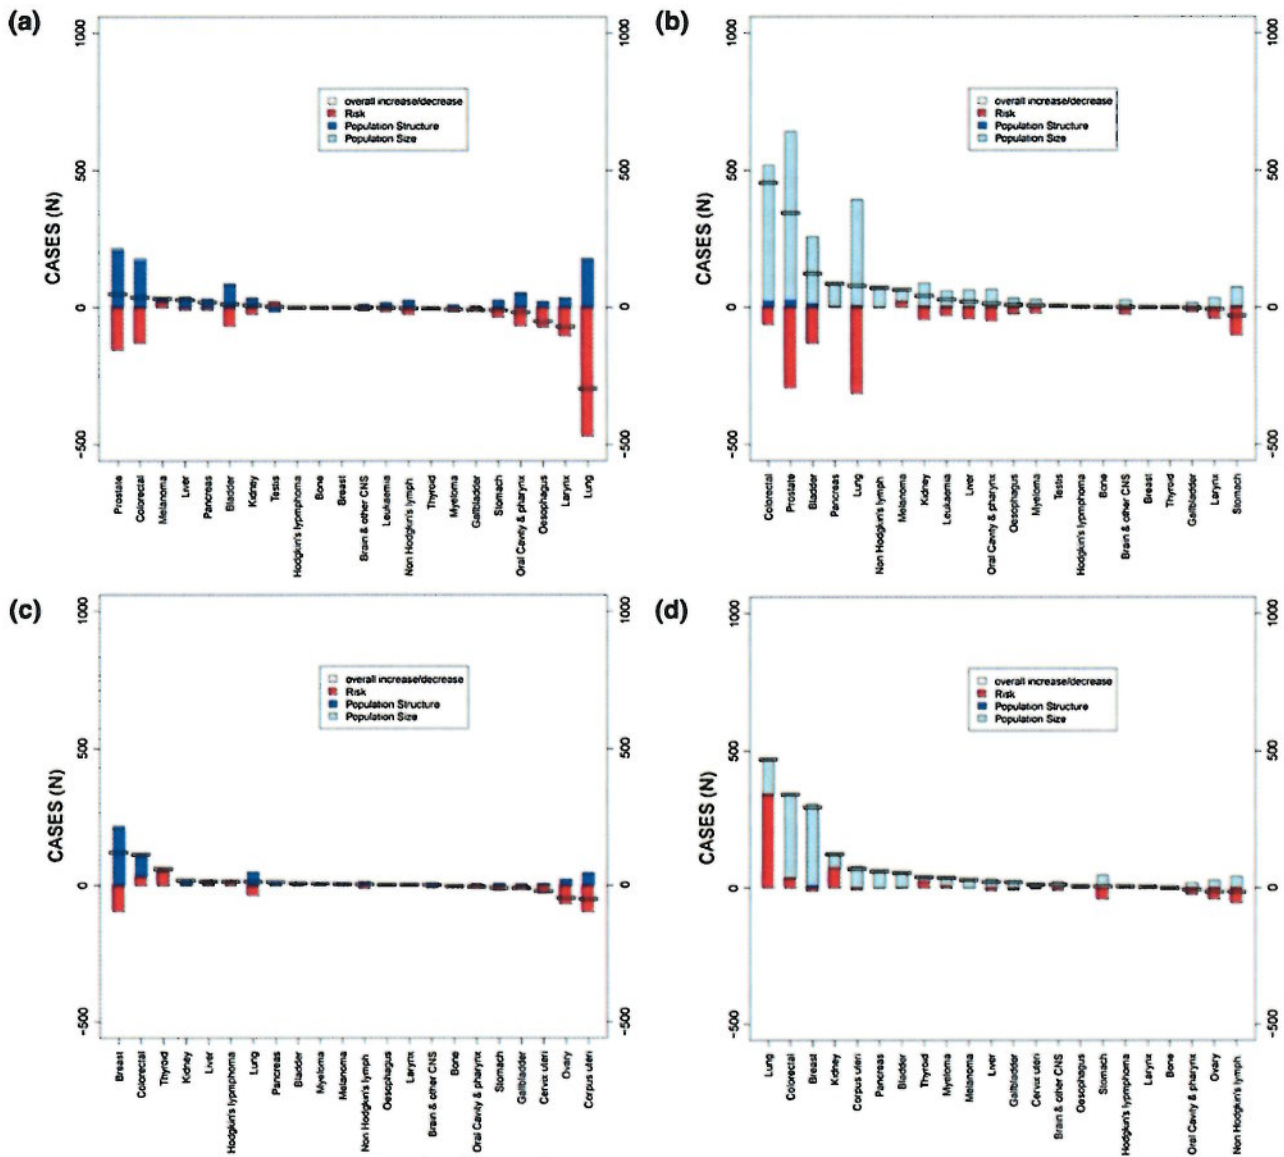 (a)
CASES (N)
1000
500
0
-500
1000
500
0
-500
overall increase/decrease
Risk
Population Structure
Population Size
Prostate
Colorectal
Melanoma
Liver
Pancreas
Bladder
Kidney
Testis
Hodgkin's lypmphoma
Bone
Breast
Brain & other CNS
Leukaemia
Non Hodgkin's lymph
Thyroid
Myeloma
Gallbladder
Stomach
Oral Cavity & pharynx
Oesophagus
Larynx
Lung
(b)
CASES (N)
1000
500
0
-500
1000
500
0
-500
overall increase/decrease
Risk
Population Structure
Population Size
Colorectal
Prostate
Bladder
Pancreas
Lung
Non Hodgkin's lymph
Melanoma
Kidney
Leukaemia
Liver
Oral Cavity & pharynx
Oesophagus
Myeloma
Testis
Hodgkin's lypmphoma
Bone
Brain & other CNS
Breast
Thyroid
Gallbladder
Larynx
Stomach
(c)
CASES (N)
1000
500
0
-500
1000
500
0
-500
overall increase/decrease
Risk
Population Structure
Population Size
Breast
Colorectal
Thyroid
Kidney
Liver
Hodgkin's lypmphoma
Lung
Pancreas
Bladder
Myeloma
Melanoma
Non Hodgkin's lymph
Oesophagus
Larynx
Brain & other CNS
Bone
Oral Cavity & pharynx
Stomach
Gallbladder
Cervix uteri
Ovary
Corpus uteri
(d)
CASES (N)
1000
500
0
-500
1000
500
0
-500
overall increase/decrease
Risk
Population Structure
Population Size
Lung
Colorectal
Breast
Kidney
Corpus uteri
Pancreas
Bladder
Thyroid
Myeloma
Melanoma
Liver
Gallbladder
Cervix uteri
Brain & other CNS
Oesophagus
Stomach
Hodgkin's lypmphoma
Larynx
Bone
Oral Cavity & pharynx
Ovary
Non Hodgkin's lymph